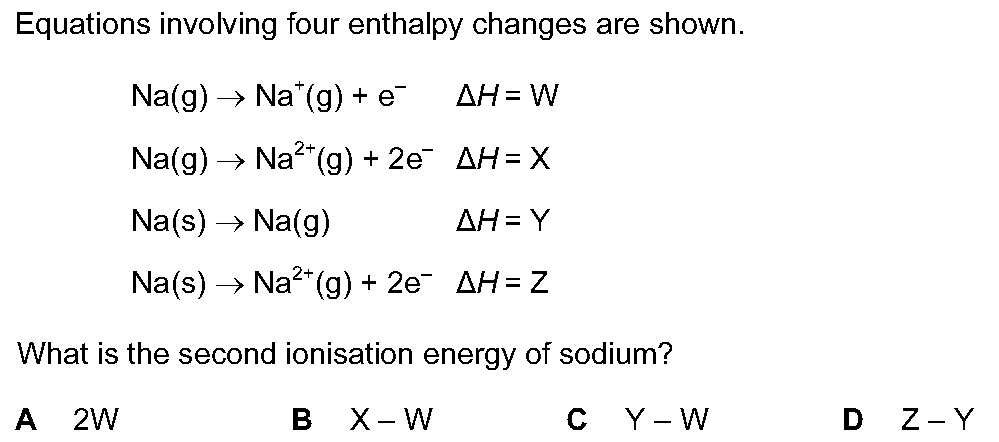 Equations involving four enthalpy changes are shown.
Na(g) → Na⁺(g) + e⁻ ΔH = W
Na(g) → Na²⁺(g) + 2e⁻ ΔH = X
Na(s) → Na(g) ΔH = Y
Na(s) → Na²⁺(g) + 2e⁻ ΔH = Z
What is the second ionisation energy of sodium?
A 2W B X – W C Y – W D Z – Y